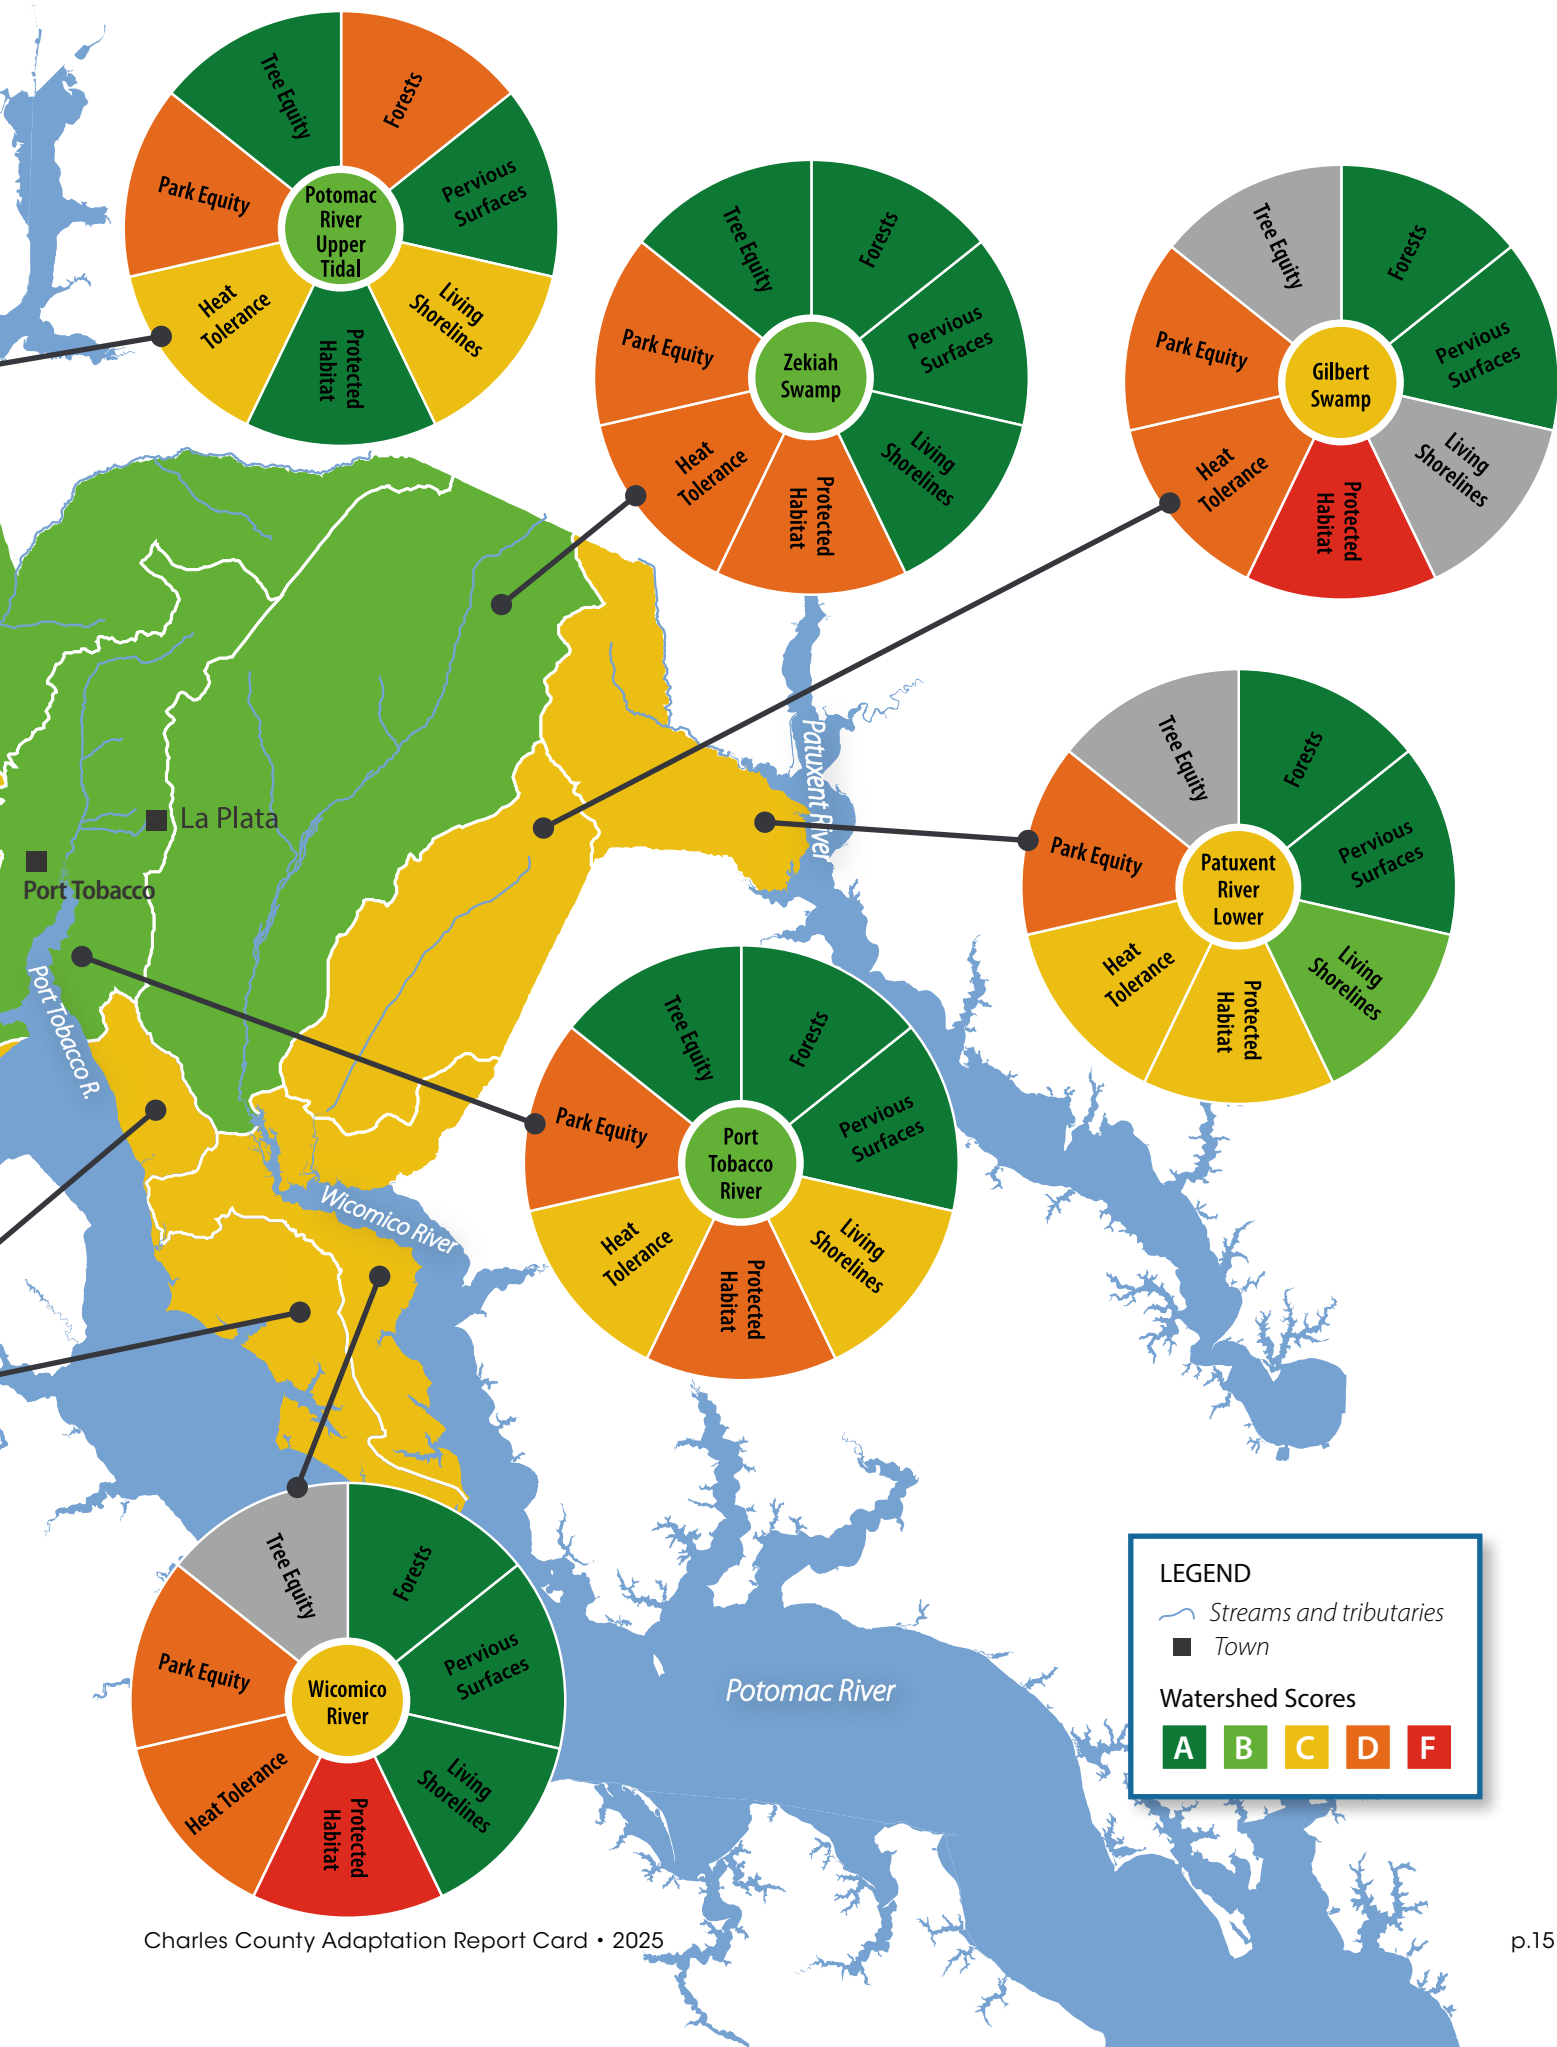 Tree Equity
Forests
Park Equity
Pervious
Surfaces
Potomac
River
Upper
Tidal
Heat
Tolerance
Living
Shorelines
Protected
Habitat
Tree Equity
Forests
Park Equity
Pervious
Surfaces
Zekiah
Swamp
Heat
Tolerance
Living
Shorelines
Protected
Habitat
Tree Equity
Forests
Park Equity
Pervious
Surfaces
Gilbert
Swamp
Heat
Tolerance
Living
Shorelines
Protected
Habitat
Patuxent River
La Plata
Port Tobacco
Port Tobacco R.
Tree Equity
Forests
Park Equity
Pervious
Surfaces
Patuxent
River
Lower
Heat
Tolerance
Living
Shorelines
Protected
Habitat
Tree Equity
Forests
Park Equity
Pervious
Surfaces
Port
Tobacco
River
Heat
Tolerance
Living
Shorelines
Protected
Habitat
Wicomico River
Tree Equity
Forests
Park Equity
Pervious
Surfaces
Wicomico
River
Heat Tolerance
Living
Shorelines
Protected
Habitat
Potomac River
LEGEND
Streams and tributaries
Town
Watershed Scores
A B C D F
Charles County Adaptation Report Card • 2025
p.15